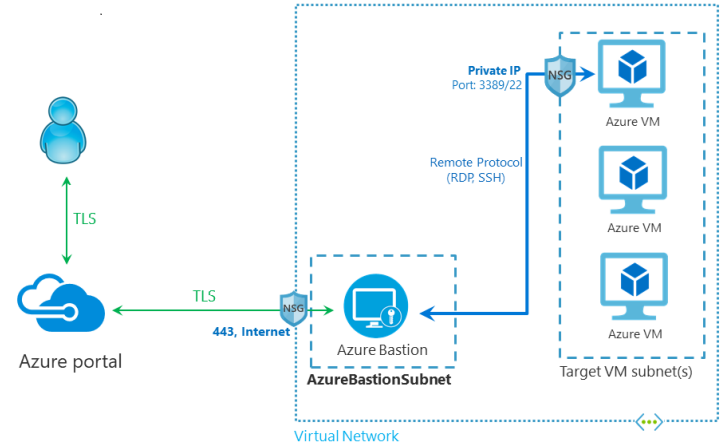 Private IP
Port: 3389/22
NSG
Azure VM
Remote Protocol
(RDP, SSH)
Azure VM
TLS
TLS
NSG
443, Internet
Azure VM
Azure Bastion
Azure portal
AzureBastionSubnet
Target VM subnet(s)
Virtual Network